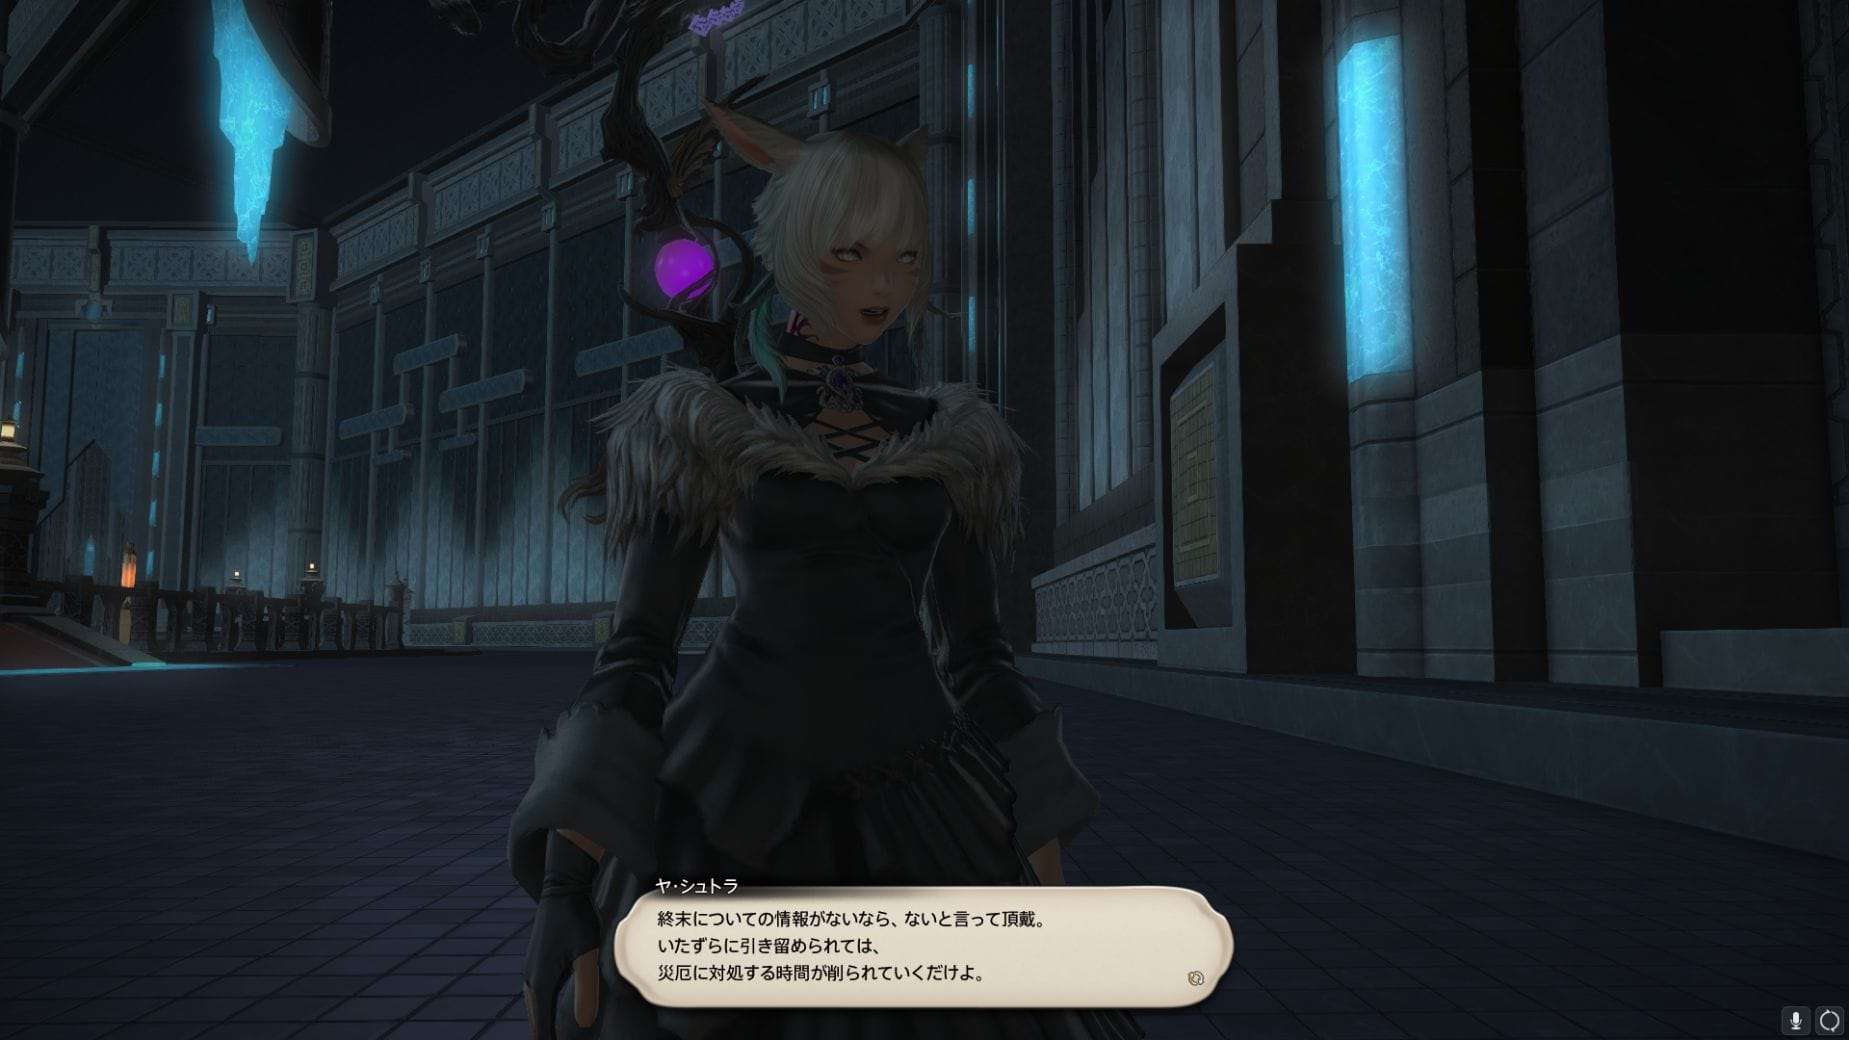 ヤ・シュトラ
終末についての情報がないなら、ないと言って頂戴。
いたずらに引き留められては、
災厄に対処する時間が削られていくだけよ。